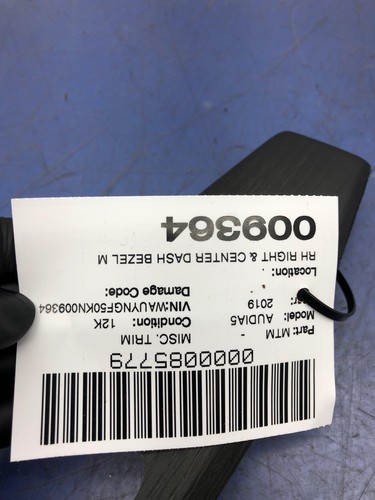 0000085779
MISC. TRIM
Part: MTM -
Model: AUDIA5
Condition: 12K
2019
VIN:WAUYNGF50KN009364
Damage Code:
Location: .
RH RIGHT & CENTER DASH BEZEL M
009364